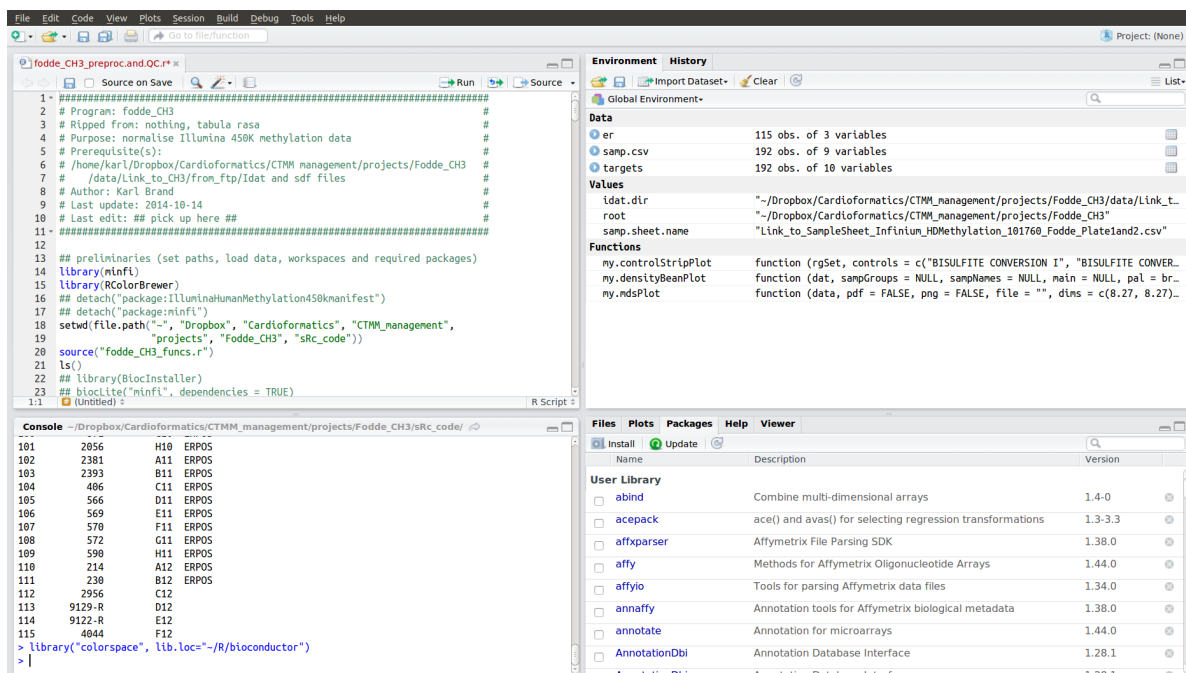 File Edit Code View Plots Session Build Debug Tools Help
Go to file/function
Project: (None)
fodde_CH3_preproc.and.QC.r*
Source on Save
Run
Source
1 ###########################################################################
2 # Program: fodde_CH3 #
3 # Ripped from: nothing, tabula rasa #
4 # Purpose: normalise Illumina 450K methylation data #
5 # Prerequisite(s): #
6 # /home/karl/Dropbox/Cardioformatics/CTMM management/projects/Fodde_CH3 #
7 # /data/Link_to_CH3/from_ftp/Idat and sdf files #
8 # Author: Karl Brand #
9 # Last update: 2014-10-14 #
10 # Last edit: ## pick up here ## #
11 ###########################################################################
12
13 ## preliminaries (set paths, load data, workspaces and required packages)
14 library(minfi)
15 library(RColorBrewer)
16 ## detach("package:IlluminaHumanMethylation450kmanifest")
17 ## detach("package:minfi")
18 setwd(file.path("~", "Dropbox", "Cardioformatics", "CTMM_management",
19 "projects", "Fodde_CH3", "sRc_code"))
20 source("fodde_CH3_funcs.r")
21 ls()
22 ## library(BiocInstaller)
23 ## biocLite("minfi", dependencies = TRUE)
1:1 (Untitled) R Script
Console ~/Dropbox/Cardioformatics/CTMM_management/projects/Fodde_CH3/sRc_code/
101 2056 H10 ERPOS
102 2381 A11 ERPOS
103 2393 B11 ERPOS
104 406 C11 ERPOS
105 566 D11 ERPOS
106 569 E11 ERPOS
107 570 F11 ERPOS
108 572 G11 ERPOS
109 590 H11 ERPOS
110 214 A12 ERPOS
111 230 B12 ERPOS
112 2956 C12
113 9129-R D12
114 9122-R E12
115 4044 F12
> library("colorspace", lib.loc="~/R/bioconductor")
>
Environment History
Import Dataset Clear List
Global Environment
Data
er 115 obs. of 3 variables
samp.csv 192 obs. of 9 variables
targets 192 obs. of 10 variables
Values
idat.dir "~/Dropbox/Cardioformatics/CTMM_management/projects/Fodde_CH3/data/Link_t…
root "~/Dropbox/Cardioformatics/CTMM_management/projects/Fodde_CH3"
samp.sheet.name "Link_to_SampleSheet_Infinium_HDMethylation_101760_Fodde_Plate1and2.csv"
Functions
my.controlStripPlot function (rgSet, controls = c("BISULFITE CONVERSION I", "BISULFITE CONVER…
my.densityBeanPlot function (dat, sampGroups = NULL, sampNames = NULL, main = NULL, pal = br…
my.mdsPlot function (data, pdf = FALSE, png = FALSE, file = "", dims = c(8.27, 8.27)…
Files Plots Packages Help Viewer
Install Update
Name Description Version
User Library
abind Combine multi-dimensional arrays 1.4-0
acepack ace() and avas() for selecting regression transformations 1.3-3.3
affxparser Affymetrix File Parsing SDK 1.38.0
affy Methods for Affymetrix Oligonucleotide Arrays 1.44.0
affyio Tools for parsing Affymetrix data files 1.34.0
annaffy Annotation tools for Affymetrix biological metadata 1.38.0
annotate Annotation for microarrays 1.44.0
AnnotationDbi Annotation Database Interface 1.28.1